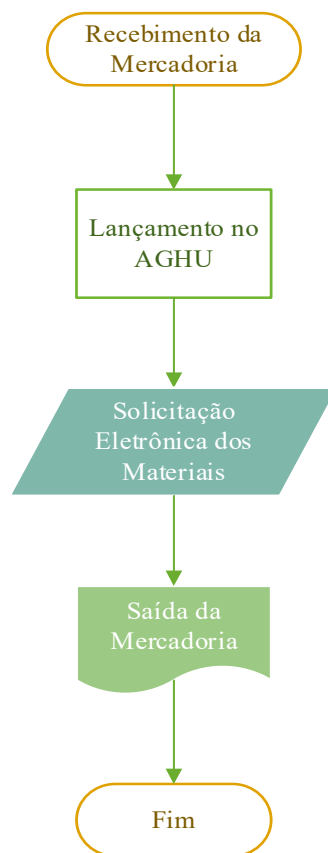 Recebimento da
Mercadoria
Lançamento no
AGHU
Solicitação
Eletrônica dos
Materiais
Saída da
Mercadoria
Fim